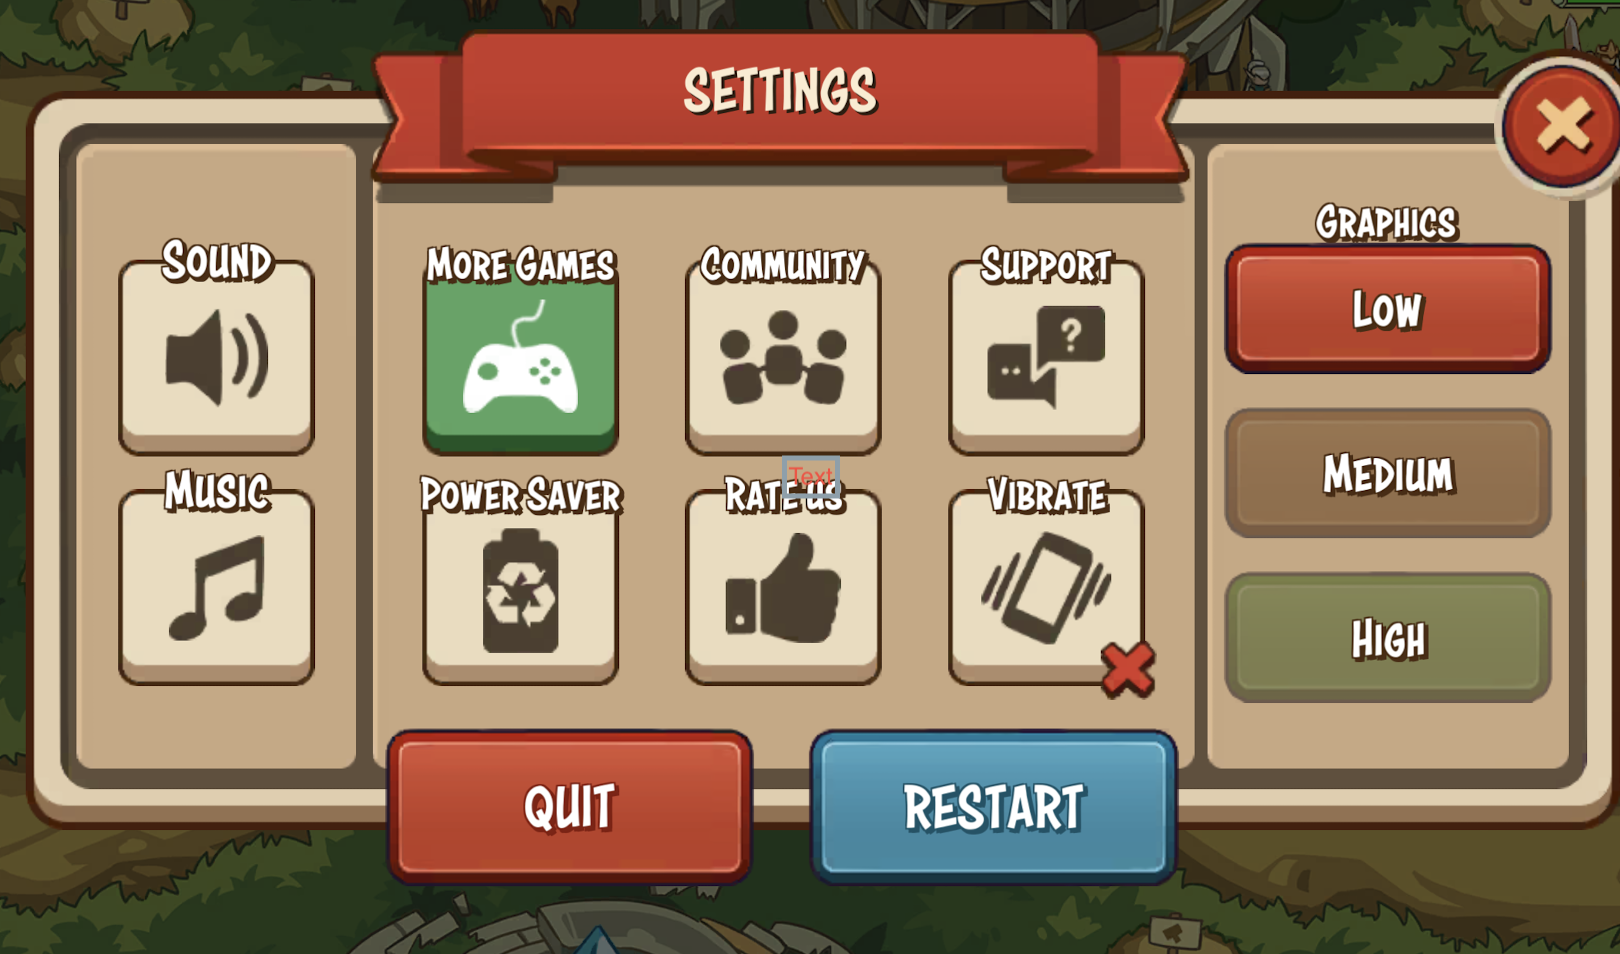 SETTINGS
GRAPHICS
SOUND
MORE GAMES
COMMUNITY
SUPPORT
?
LOW
Text
MUSIC
POWER SAVER
RATE US
VIBRATE
MEDIUM
HIGH
QUIT
RESTART